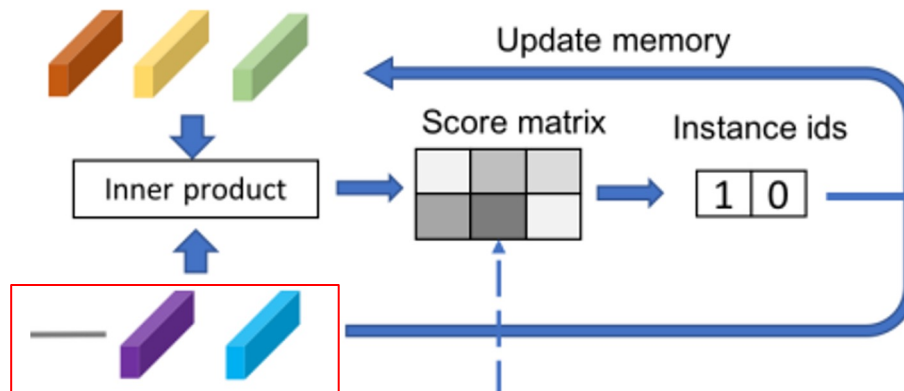 Update memory
Score matrix
Instance ids
Inner product
1 0